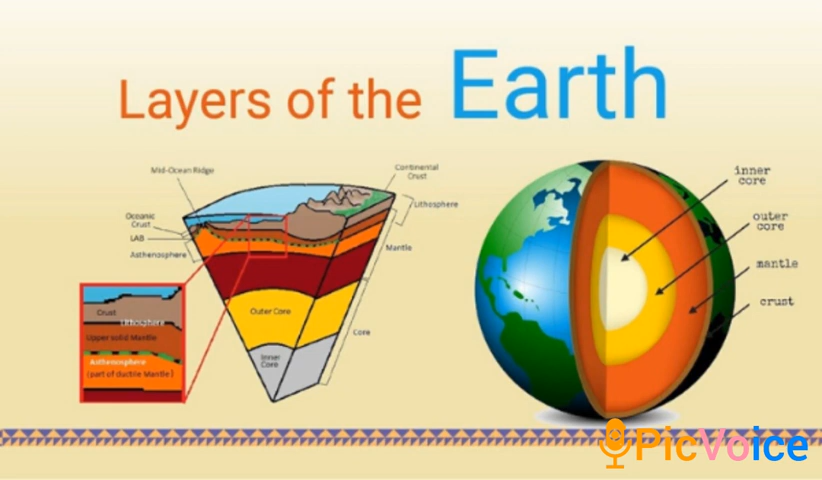 Layers of the Earth
Mid-Ocean Ridge
Continental
Crust
Lithosphere
Oceanic
Crust
LAB
Asthenosphere
Mantle
Outer Core
Core
Inner
Core
Crust
Lithosphere
Upper solid Mantle
Asthenosphere
(part of ductile Mantle)
inner
core
outer
core
mantle
crust
PicVoice